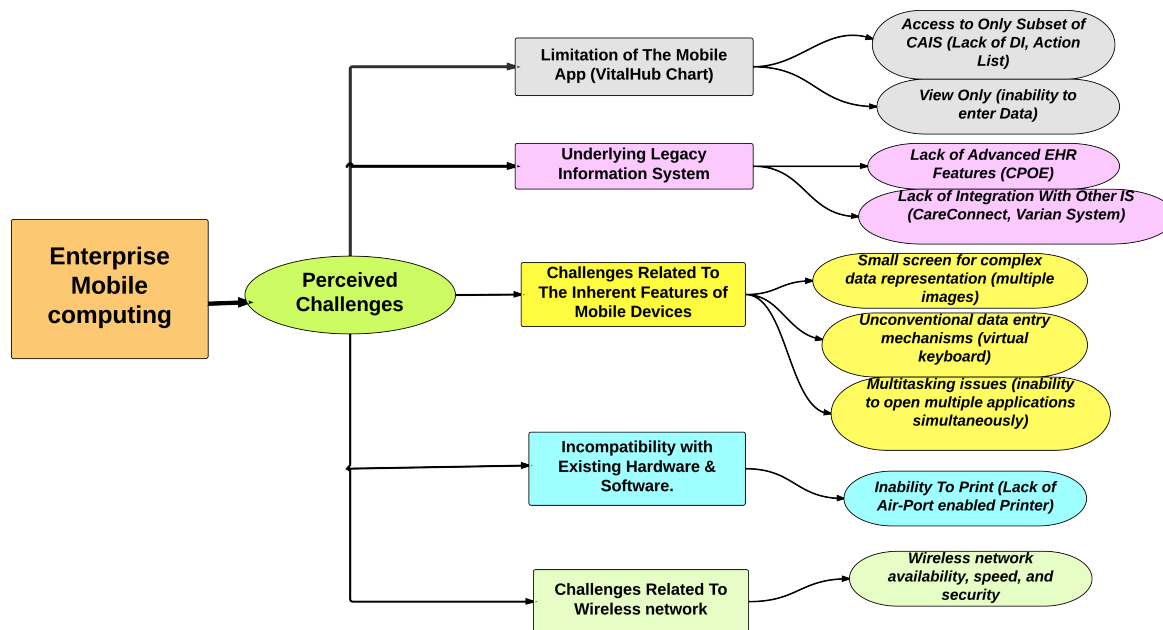 Enterprise
Mobile
computing
Perceived
Challenges
Limitation of The Mobile
App (VitalHub Chart)
Access to Only Subset of
CAIS (Lack of DI, Action
List)
View Only (inability to
enter Data)
Underlying Legacy
Information System
Lack of Advanced EHR
Features (CPOE)
Lack of Integration With Other IS
(CareConnect, Varian System)
Challenges Related To
The Inherent Features of
Mobile Devices
Small screen for complex
data representation (multiple
images)
Unconventional data entry
mechanisms (virtual
keyboard)
Multitasking issues (inability
to open multiple applications
simultaneously)
Incompatibility with
Existing Hardware &
Software.
Inability To Print (Lack of
Air-Port enabled Printer)
Challenges Related To
Wireless network
Wireless network
availability, speed, and
security